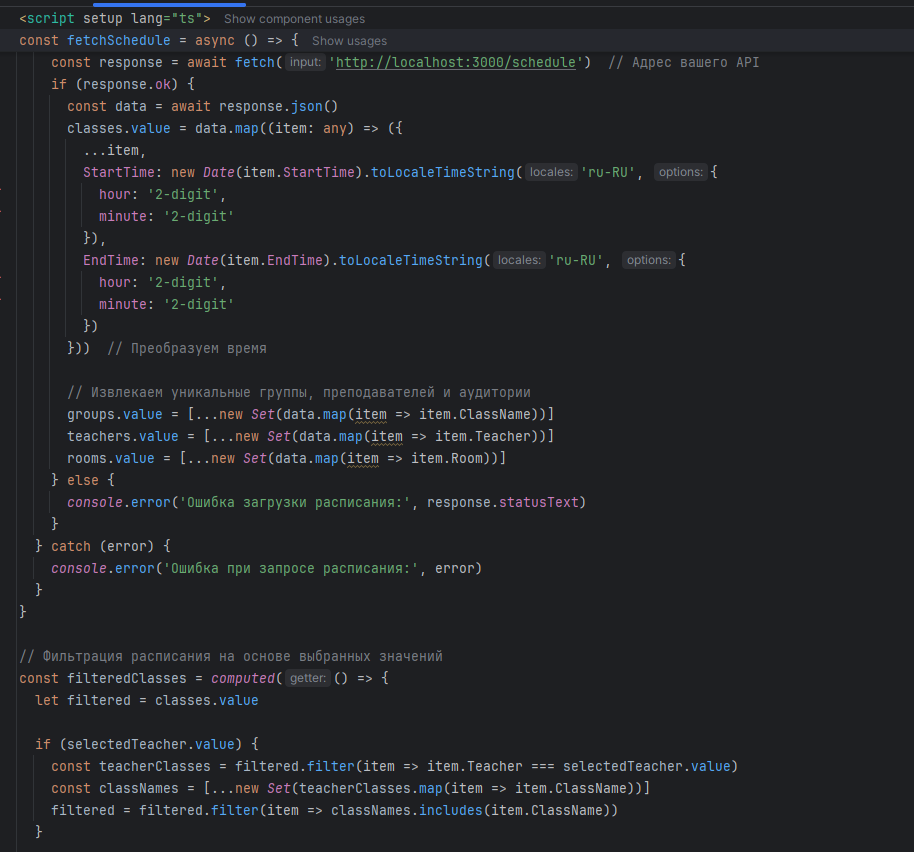 <script setup lang="ts"> Show component usages
const fetchSchedule = async () => { Show usages
const response = await fetch( input: 'http://localhost:3000/schedule') // Адрес вашего API
if (response.ok) {
const data = await response.json()
classes.value = data.map((item: any) => ({
...item,
StartTime: new Date(item.StartTime).toLocaleTimeString( locales: 'ru-RU', options: {
hour: '2-digit',
minute: '2-digit'
}),
EndTime: new Date(item.EndTime).toLocaleTimeString( locales: 'ru-RU', options: {
hour: '2-digit',
minute: '2-digit'
})
})) // Преобразуем время
// Извлекаем уникальные группы, преподавателей и аудитории
groups.value = [...new Set(data.map(item => item.ClassName))]
teachers.value = [...new Set(data.map(item => item.Teacher))]
rooms.value = [...new Set(data.map(item => item.Room))]
} else {
console.error('Ошибка загрузки расписания:', response.statusText)
}
} catch (error) {
console.error('Ошибка при запросе расписания:', error)
}
}
// Фильтрация расписания на основе выбранных значений
const filteredClasses = computed( getter: () => {
let filtered = classes.value
if (selectedTeacher.value) {
const teacherClasses = filtered.filter(item => item.Teacher === selectedTeacher.value)
const classNames = [...new Set(teacherClasses.map(item => item.ClassName))]
filtered = filtered.filter(item => classNames.includes(item.ClassName))
}